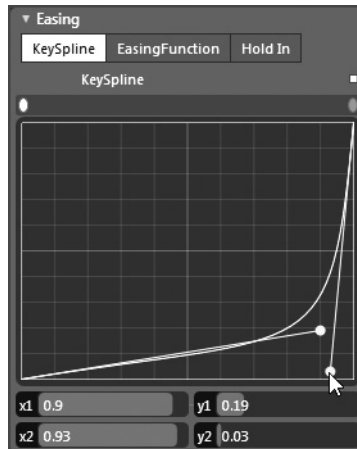 Easing
KeySpline EasingFunction Hold In
KeySpline
x1 0.9 y1 0.19
x2 0.93 y2 0.03